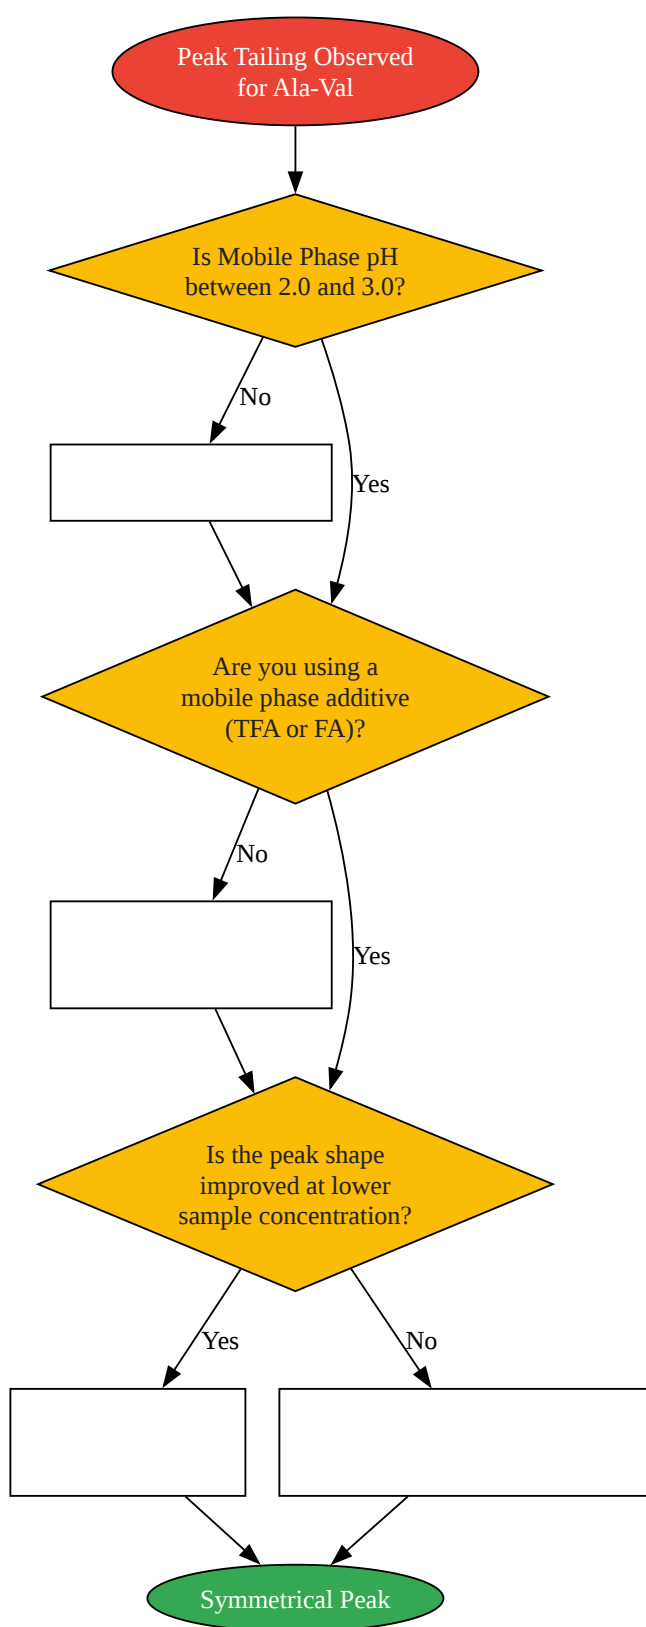 Peak Tailing Observed
for Ala-Val
Is Mobile Phase pH
between 2.0 and 3.0?
No
Yes
Are you using a
mobile phase additive
(TFA or FA)?
No
Yes
Is the peak shape
improved at lower
sample concentration?
Yes
No
Symmetrical Peak